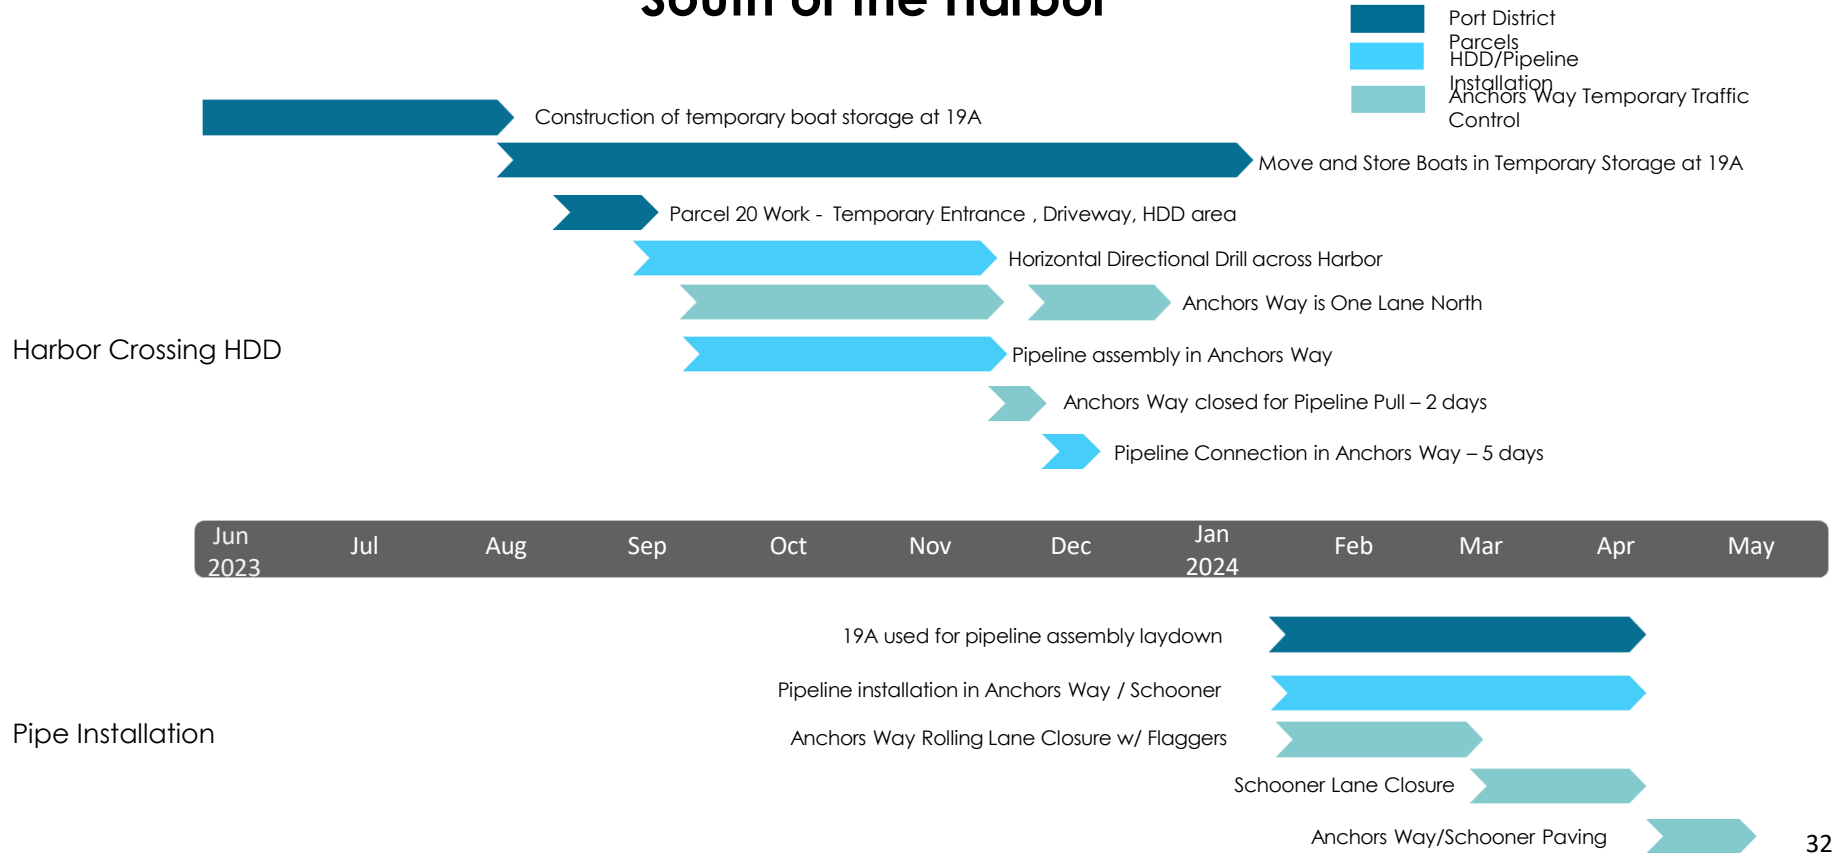 South of the Harbor
Port District
Parcels
HDD/Pipeline
Installation
Anchors Way Temporary Traffic
Control
Construction of temporary boat storage at 19A
Move and Store Boats in Temporary Storage at 19A
Parcel 20 Work - Temporary Entrance , Driveway, HDD area
Horizontal Directional Drill across Harbor
Anchors Way is One Lane North
Harbor Crossing HDD
Pipeline assembly in Anchors Way
Anchors Way closed for Pipeline Pull – 2 days
Pipeline Connection in Anchors Way – 5 days
Jun 2023
Jul
Aug
Sep
Oct
Nov
Dec
Jan 2024
Feb
Mar
Apr
May
19A used for pipeline assembly laydown
Pipeline installation in Anchors Way / Schooner
Pipe Installation
Anchors Way Rolling Lane Closure w/ Flaggers
Schooner Lane Closure
Anchors Way/Schooner Paving
32